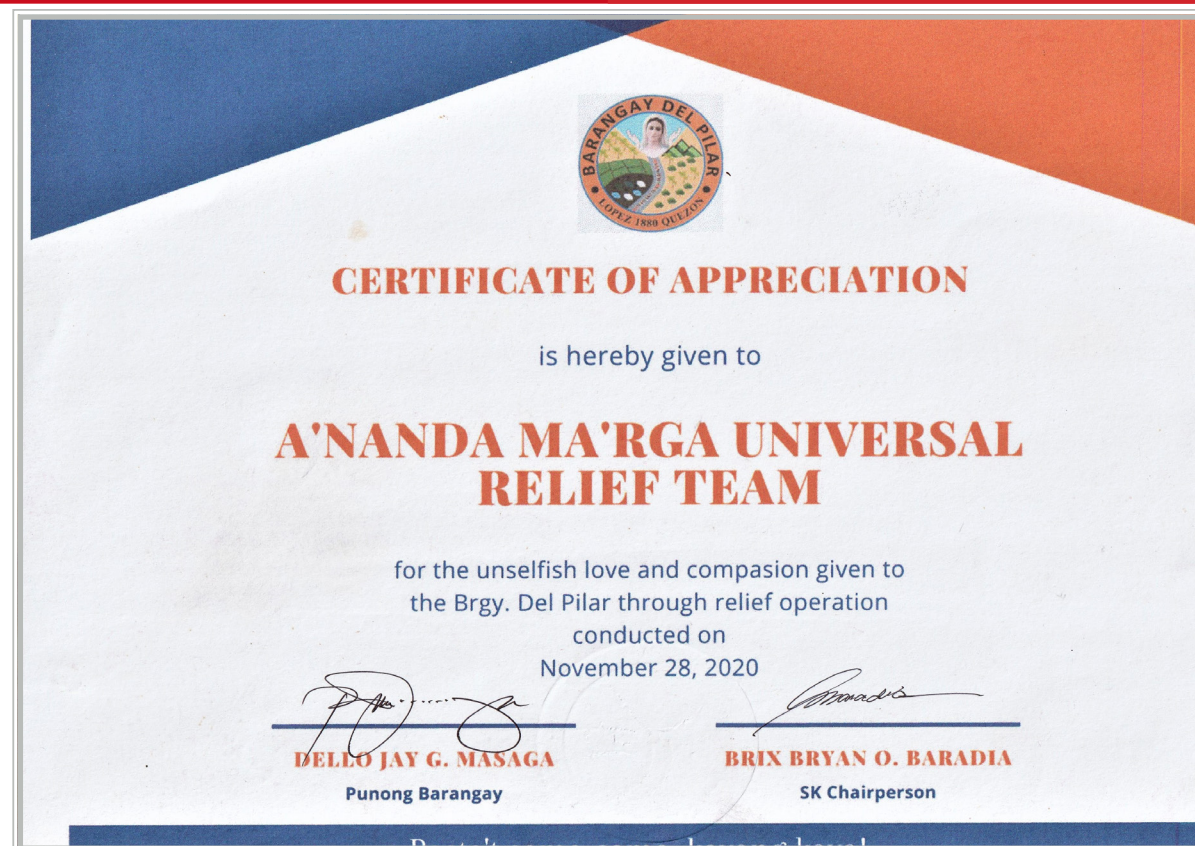 BARANGAY DEL PILAR
LOPEZ 1880 QUEZON
CERTIFICATE OF APPRECIATION
is hereby given to
A'NANDA MA'RGA UNIVERSAL
RELIEF TEAM
for the unselfish love and compasion given to
the Brgy. Del Pilar through relief operation
conducted on
November 28, 2020
DELLO JAY G. MASAGA
BRIX BRYAN O. BARADIA
Punong Barangay
SK Chairperson